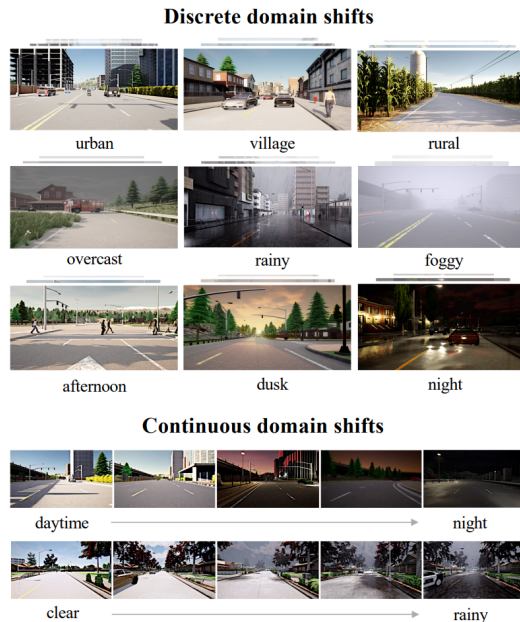 Discrete domain shifts
urban village rural
overcast rainy foggy
afternoon dusk night
Continuous domain shifts
daytime night
clear rainy